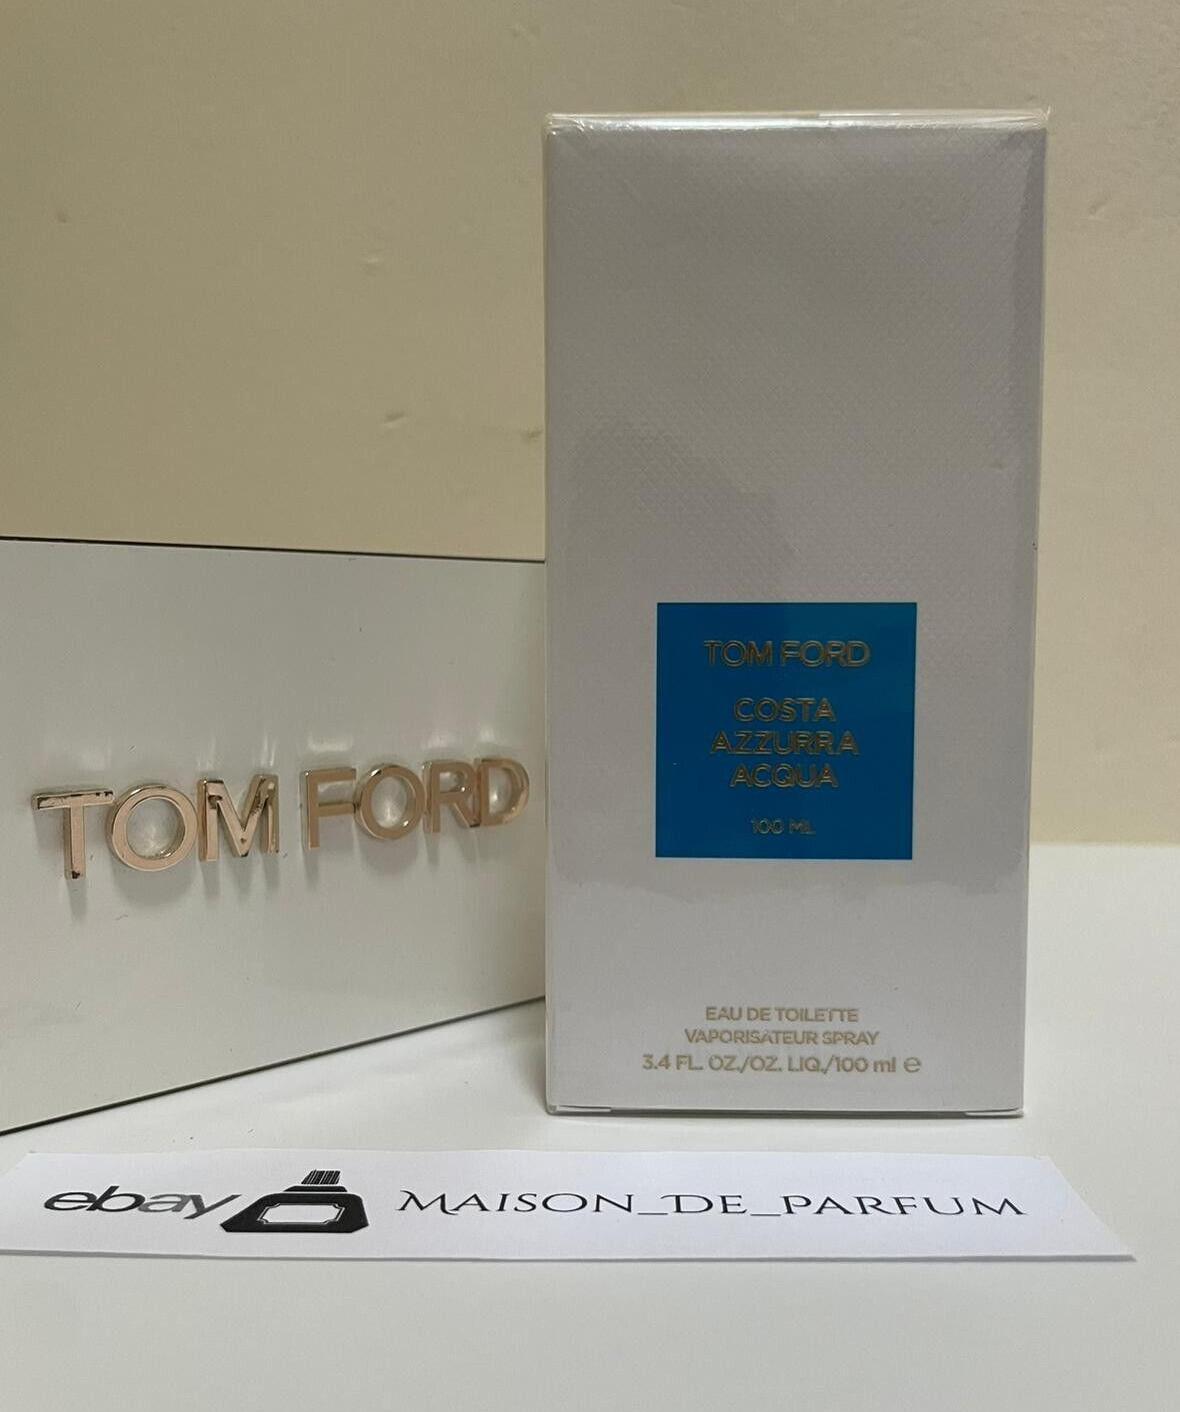 TOM FORD
TOM FORD
COSTA
AZZURRA
ACQUA
100 ML
EAU DE TOILETTE
VAPORISATEUR SPRAY
3.4 FL. OZ./OZ. LIQ./100 ml e
ebay MAISON_DE_PARFUM